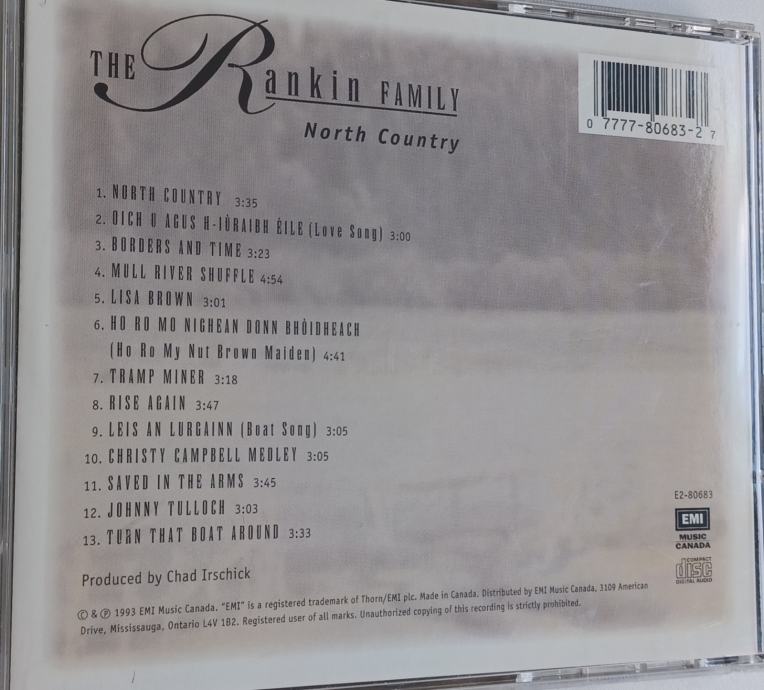 THE Rankin FAMILY
North Country
0 7777-80683-2 7
1. NORTH COUNTRY 3:35
2. OICH U AGUS H-IÙRAIBH ÉILE (Love Song) 3:00
3. BORDERS AND TIME 3:23
4. MULL RIVER SHUFFLE 4:54
5. LISA BROWN 3:01
6. HO RO MO NIGHEAN DONN BHÒIDHEACH
(Ho Ro My Nut Brown Maiden) 4:41
7. TRAMP MINER 3:18
8. RISE AGAIN 3:47
9. LEIS AN LURGAINN (Boat Song) 3:05
10. CHRISTY CAMPBELL MEDLEY 3:05
11. SAVED IN THE ARMS 3:45
12. JOHNNY TULLOCH 3:03
13. TURN THAT BOAT AROUND 3:33
E2-80683
EMI
MUSIC
CANADA
COMPACT
disc
DIGITAL AUDIO
Produced by Chad Irschick
© & ℗ 1993 EMI Music Canada. "EMI" is a registered trademark of Thorn/EMI plc. Made in Canada. Distributed by EMI Music Canada, 3109 American
Drive, Mississauga, Ontario L4V 1B2. Registered user of all marks. Unauthorized copying of this recording is strictly prohibited.